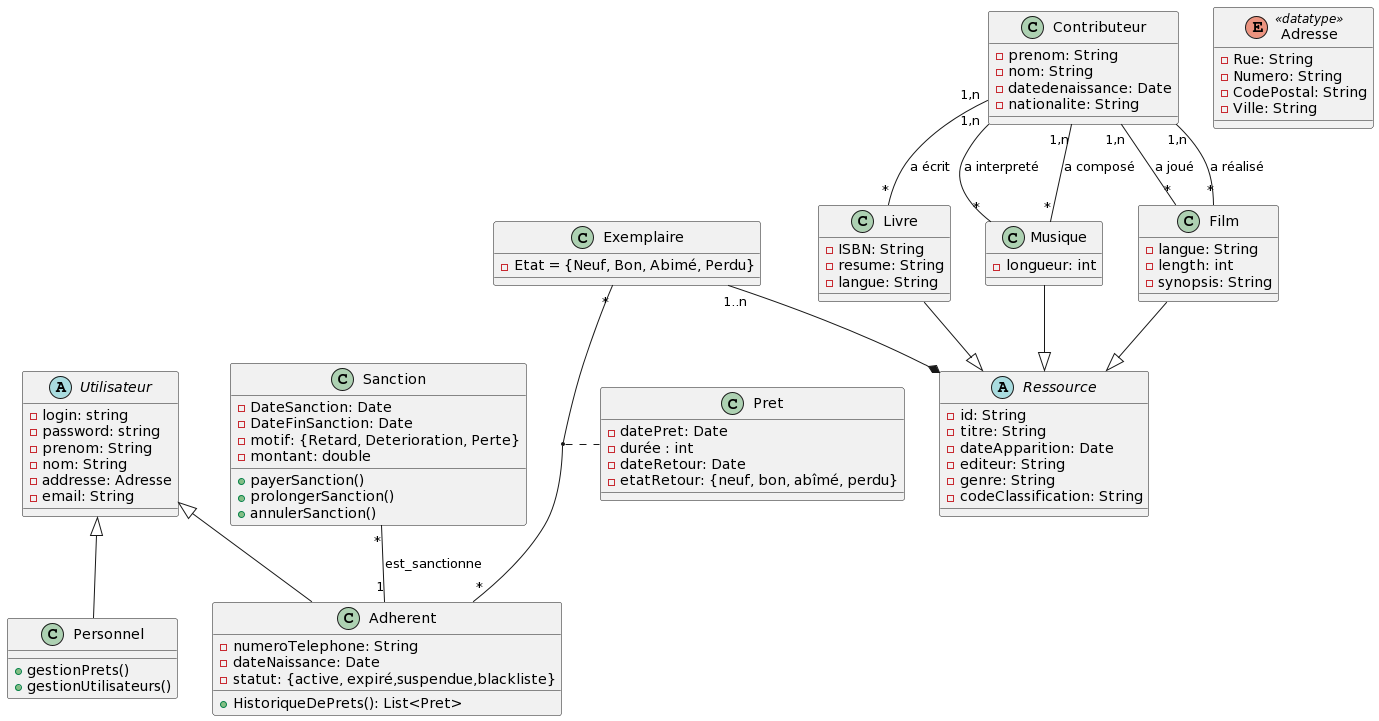 C Contributeur
prenom: String
nom: String
datedenaissance: Date
nationalite: String
E «datatype»
Adresse
Rue: String
Numero: String
CodePostal: String
Ville: String
1,n
1,n
1,n
1,n
1,n
a écrit
a interpreté
a composé
a joué
a réalisé
*
*
*
*
*
C Exemplaire
Etat = {Neuf, Bon, Abimé, Perdu}
C Livre
ISBN: String
resume: String
langue: String
C Musique
longueur: int
C Film
langue: String
length: int
synopsis: String
*
1..n
A Utilisateur
login: string
password: string
prenom: String
nom: String
addresse: Adresse
email: String
C Sanction
DateSanction: Date
DateFinSanction: Date
motif: {Retard, Deterioration, Perte}
montant: double
payerSanction()
prolongerSanction()
annulerSanction()
C Pret
datePret: Date
durée : int
dateRetour: Date
etatRetour: {neuf, bon, abîmé, perdu}
A Ressource
id: String
titre: String
dateApparition: Date
editeur: String
genre: String
codeClassification: String
*
est_sanctionne
1
*
C Personnel
gestionPrets()
gestionUtilisateurs()
C Adherent
numeroTelephone: String
dateNaissance: Date
statut: {active, expiré,suspendue,blackliste}
HistoriqueDePrets(): List<Pret>